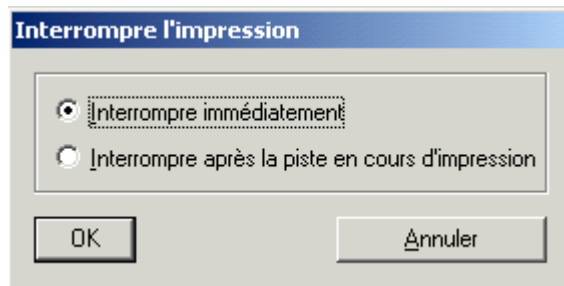 Interrompre l'impression
Interrompre immédiatement
Interrompre après la piste en cours d'impression
OK
Annuler